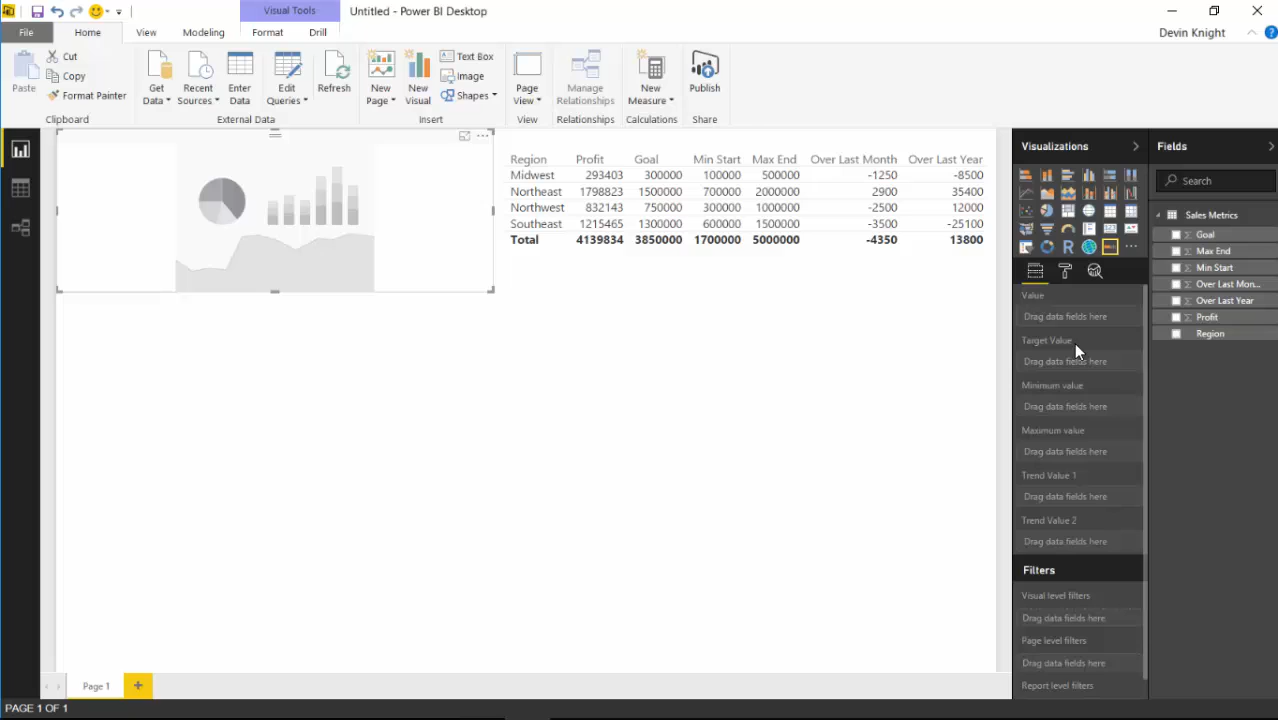 Visual Tools
Untitled - Power BI Desktop
File
Home
View
Modeling
Format
Drill
Devin Knight
?
Paste
Cut
Copy
Format Painter
Clipboard
Get Data
Recent Sources
Enter Data
Edit Queries
Refresh
External Data
New Page
New Visual
Text Box
Image
Shapes
Insert
Page View
View
Manage Relationships
Relationships
New Measure
Calculations
Publish
Share
Region Profit Goal Min Start Max End Over Last Month Over Last Year
Midwest 293403 300000 100000 500000 -1250 -8500
Northeast 1798823 1500000 700000 2000000 2900 35400
Northwest 832143 750000 300000 1000000 -2500 12000
Southeast 1215465 1300000 600000 1500000 -3500 -25100
Total 4139834 3850000 1700000 5000000 -4350 13800
Visualizations
R
Value
Drag data fields here
Target Value
Drag data fields here
Minimum value
Drag data fields here
Maximum value
Drag data fields here
Trend Value 1
Drag data fields here
Trend Value 2
Drag data fields here
Filters
Visual level filters
Drag data fields here
Page level filters
Drag data fields here
Report level filters
Fields
Search
Sales Metrics
Σ Goal
Σ Max End
Σ Min Start
Σ Over Last Mon...
Σ Over Last Year
Σ Profit
Region
Page 1
+
PAGE 1 OF 1